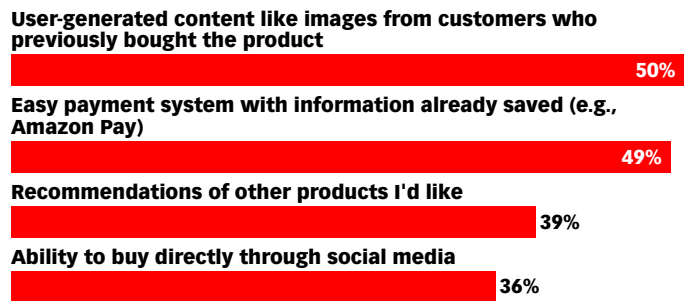 User-generated content like images from customers who
previously bought the product
50%
Easy payment system with information already saved (e.g.,
Amazon Pay)
49%
Recommendations of other products I'd like
39%
Ability to buy directly through social media
36%